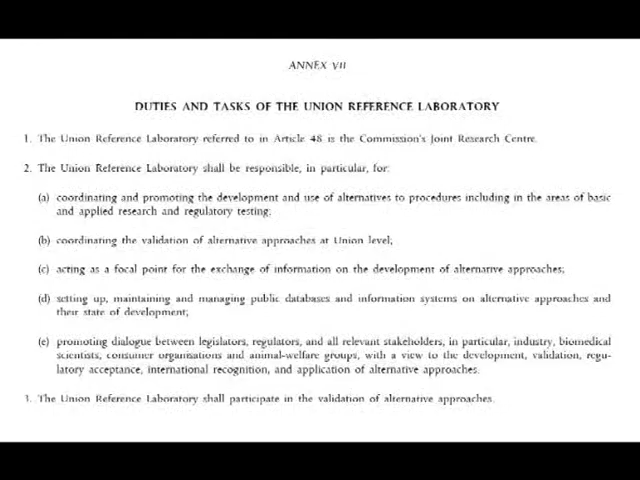 ANNEX VII
DUTIES AND TASKS OF THE UNION REFERENCE LABORATORY
1. The Union Reference Laboratory referred to in Article 48 is the Commission's Joint Research Centre.
2. The Union Reference Laboratory shall be responsible, in particular, for:
(a) coordinating and promoting the development and use of alternatives to procedures including in the areas of basic
and applied research and regulatory testing;
(b) coordinating the validation of alternative approaches at Union level;
(c) acting as a focal point for the exchange of information on the development of alternative approaches;
(d) setting up, maintaining and managing public databases and information systems on alternative approaches and
their state of development;
(e) promoting dialogue between legislators, regulators, and all relevant stakeholders, in particular, industry, biomedical
scientists, consumer organisations and animal-welfare groups, with a view to the development, validation, regu-
latory acceptance, international recognition, and application of alternative approaches.
3. The Union Reference Laboratory shall participate in the validation of alternative approaches.